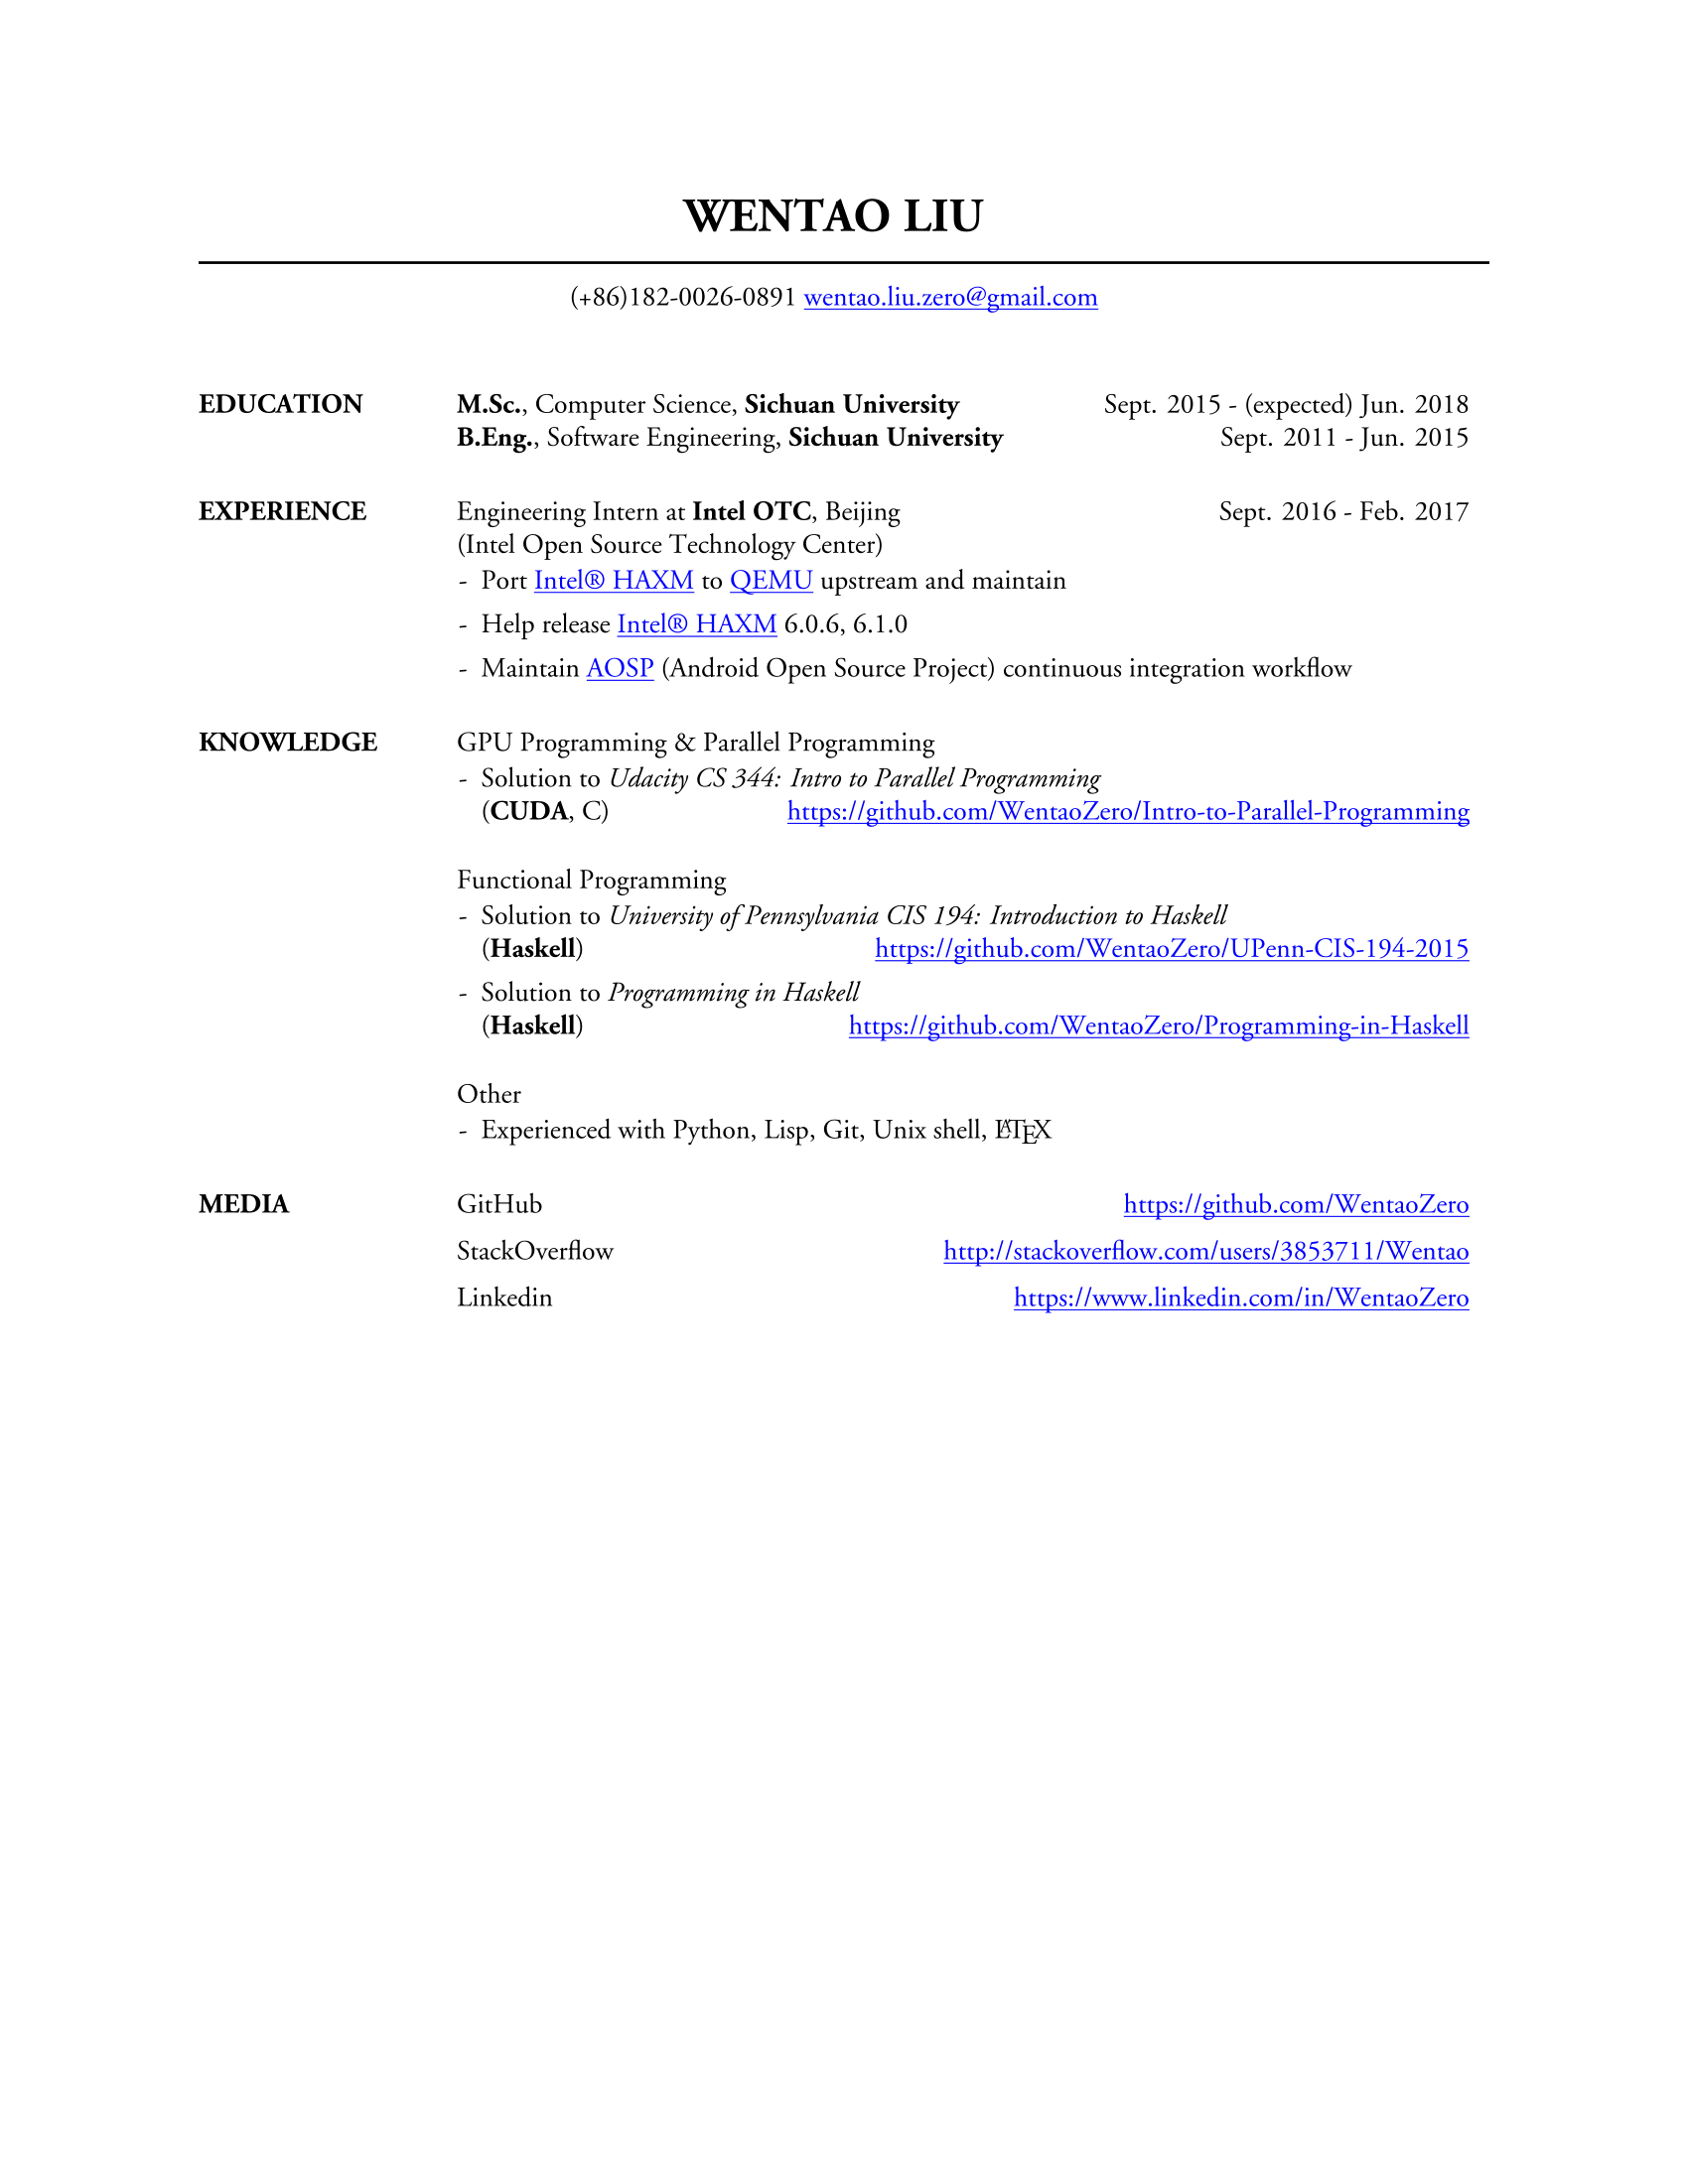 WENTAO LIU
(+86)182-0026-0891 wentao.liu.zero@gmail.com
EDUCATION M.Sc., Computer Science, Sichuan University Sept. 2015 - (expected) Jun. 2018
B.Eng., Software Engineering, Sichuan University Sept. 2011 - Jun. 2015
EXPERIENCE Engineering Intern at Intel OTC, Beijing Sept. 2016 - Feb. 2017
(Intel Open Source Technology Center)
- Port Intel® HAXM to QEMU upstream and maintain
- Help release Intel® HAXM 6.0.6, 6.1.0
- Maintain AOSP (Android Open Source Project) continuous integration workflow
KNOWLEDGE GPU Programming & Parallel Programming
- Solution to Udacity CS 344: Intro to Parallel Programming
(CUDA, C) https://github.com/WentaoZero/Intro-to-Parallel-Programming
Functional Programming
- Solution to University of Pennsylvania CIS 194: Introduction to Haskell
(Haskell) https://github.com/WentaoZero/UPenn-CIS-194-2015
- Solution to Programming in Haskell
(Haskell) https://github.com/WentaoZero/Programming-in-Haskell
Other
- Experienced with Python, Lisp, Git, Unix shell, LATEX
MEDIA GitHub https://github.com/WentaoZero
StackOverflow http://stackoverflow.com/users/3853711/Wentao
Linkedin https://www.linkedin.com/in/WentaoZero